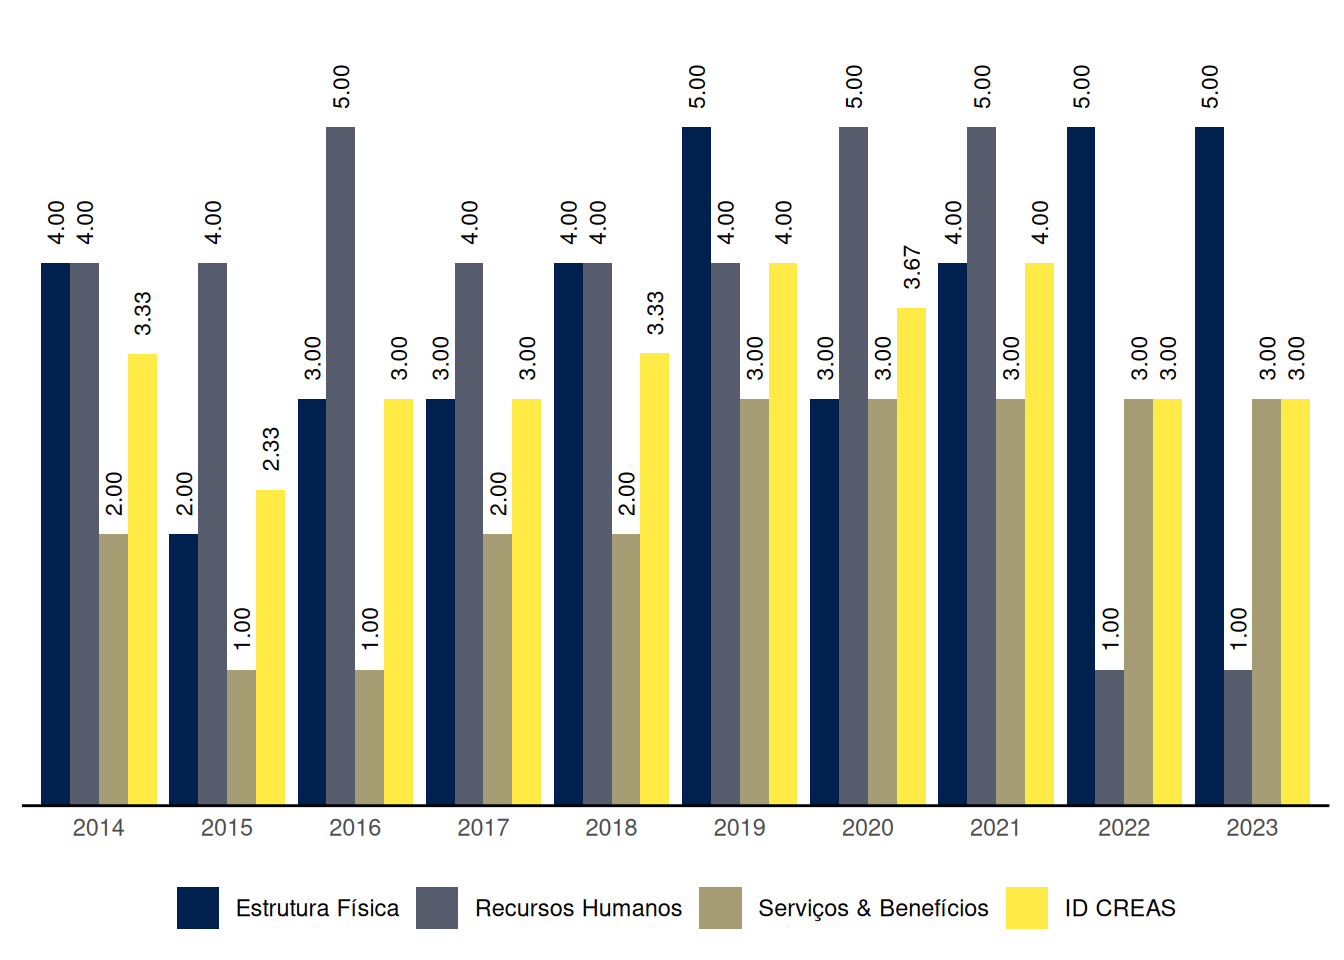 5.00 5.00 5.00 5.00 5.00 5.00
4.00 4.00 4.00 4.00 4.00 4.00 4.00 4.00 4.00 4.00
3.67
3.33 3.33
3.00 3.00 3.00 3.00 3.00 3.00 3.00 3.00 3.00 3.00 3.00 3.00
2.33
2.00 2.00 2.00 2.00
1.00 1.00 1.00 1.00
2014 2015 2016 2017 2018 2019 2020 2021 2022 2023
Estrutura Física Recursos Humanos Serviços & Benefícios ID CREAS